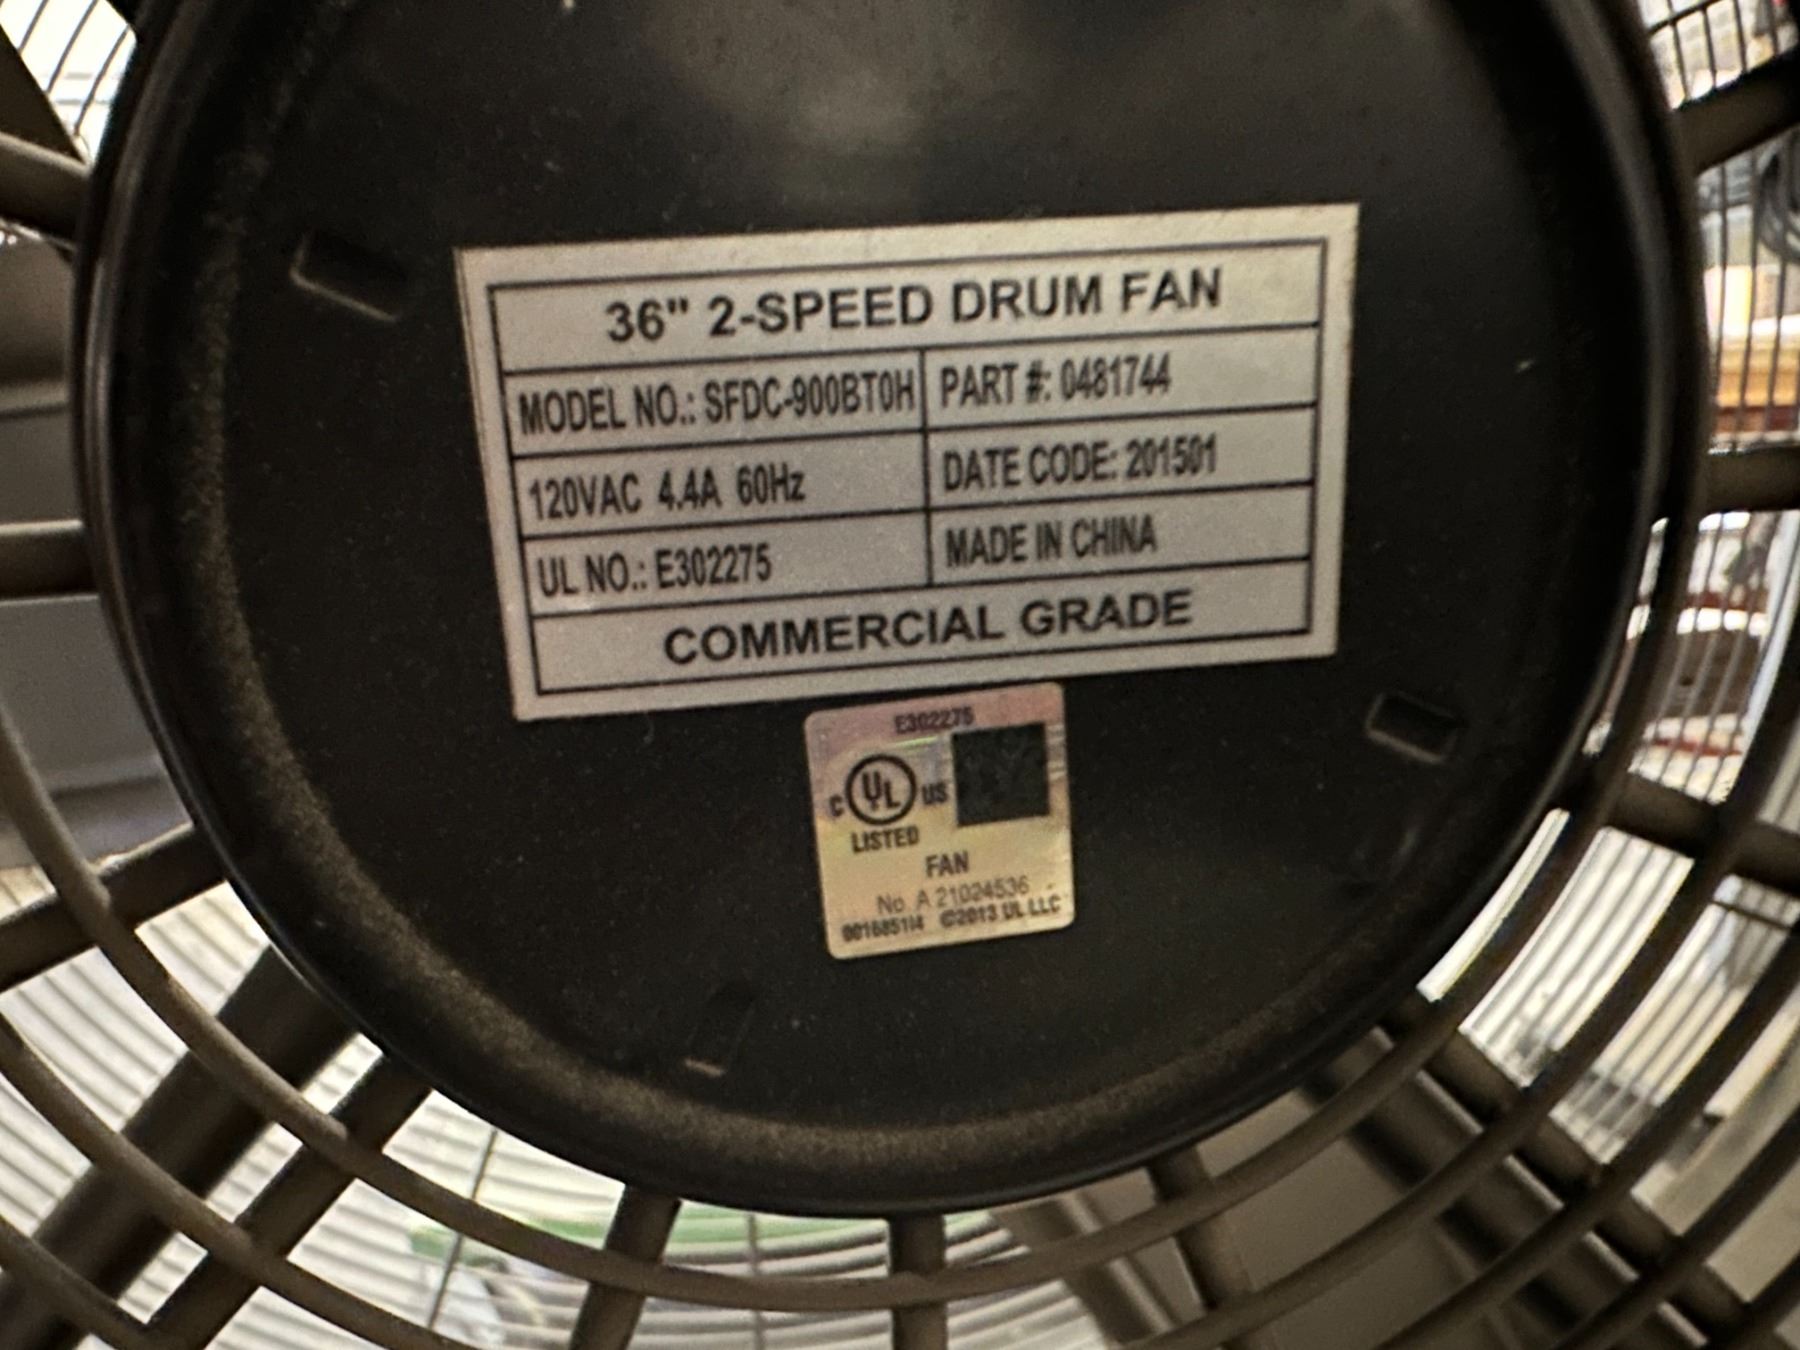 36" 2-SPEED DRUM FAN
MODEL NO.: SFDC-900BT0H PART #: 0481744
120VAC 4.4A 60Hz DATE CODE: 201501
UL NO.: E302275 MADE IN CHINA
COMMERCIAL GRADE
E302275
C UL US
LISTED
FAN
No. A 21024536
©2013 UL LLC